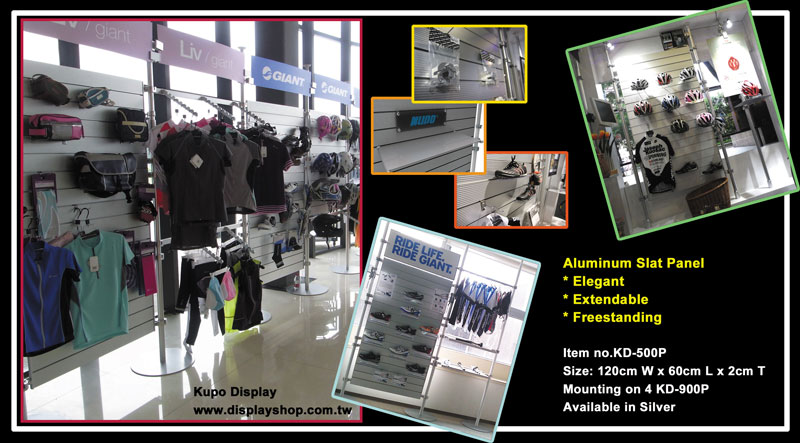 Liv / giant
Liv / giant
GIANT
GIANT
MUDO
RIDE LIFE.
RIDE GIANT.
Aluminum Slat Panel
* Elegant
* Extendable
* Freestanding
Item no.KD-500P
Size: 120cm W x 60cm L x 2cm T
Mounting on 4 KD-900P
Available in Silver
Kupo Display
www.displayshop.com.tw